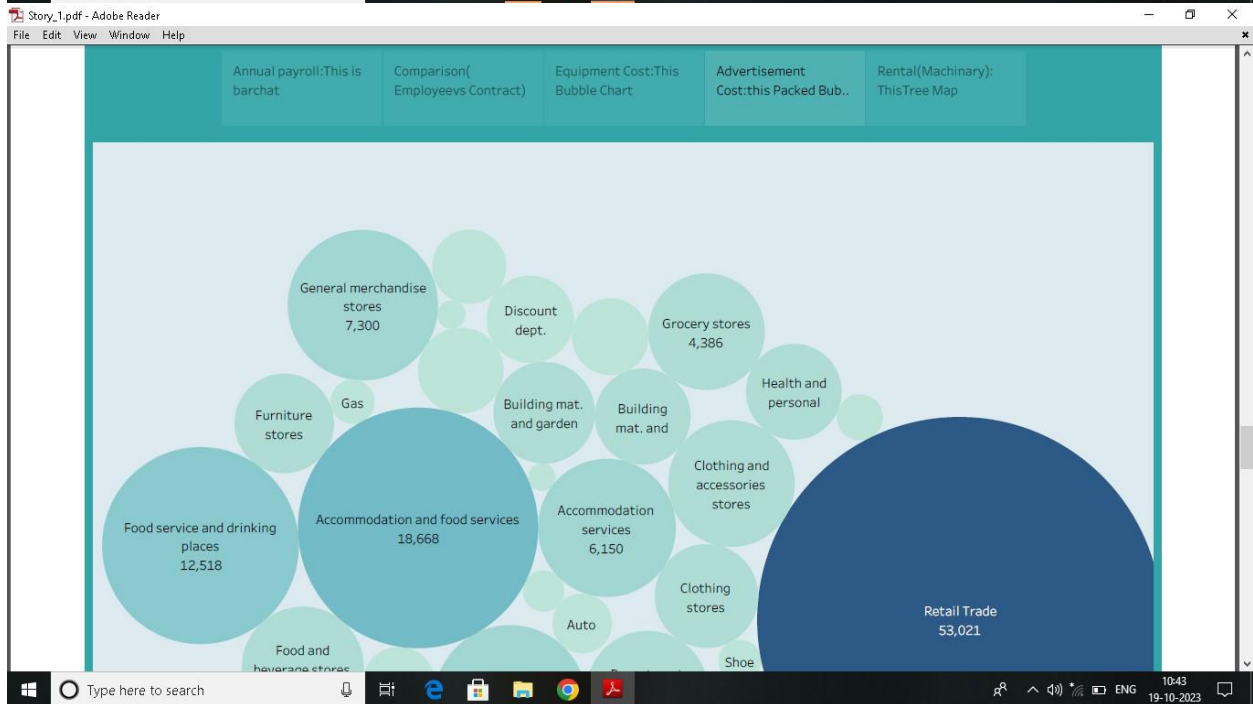 Story_1.pdf - Adobe Reader
File Edit View Window Help
Annual payroll:This is
barchat
Comparison(
Employeevs Contract)
Equipment Cost:This
Bubble Chart
Advertisement
Cost:this Packed Bub..
Rental(Machinary):
ThisTree Map
General merchandise
stores
7,300
Discount
dept.
Grocery stores
4,386
Health and
personal
Gas
Furniture
stores
Building mat.
and garden
Building
mat. and
Clothing and
accessories
stores
Food service and drinking
places
12,518
Accommodation and food services
18,668
Accommodation
services
6,150
Clothing
stores
Retail Trade
53,021
Auto
Food and
beverage stores
Shoe
Type here to search
ENG
10:43
19-10-2023